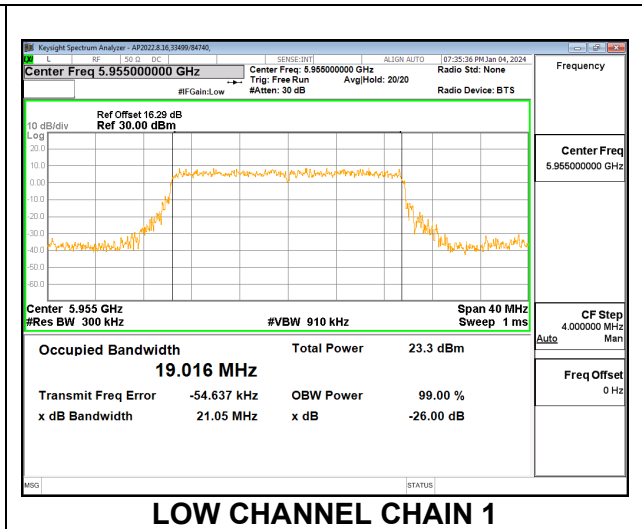 Keysight Spectrum Analyzer - AP2022.8.16,33499/84740,
L RF 50 Ω DC SENSE:INT ALIGN AUTO 07:35:36 PM Jan 04, 2024
Center Freq 5.955000000 GHz
Center Freq: 5.955000000 GHz
Radio Std: None
Trig: Free Run Avg|Hold: 20/20
#IFGain:Low
#Atten: 30 dB
Radio Device: BTS
Frequency
Ref Offset 16.29 dB
10 dB/div Ref 30.00 dBm
Log
20.0
10.0
0.00
-10.0
-20.0
-30.0
-40.0
-50.0
-60.0
Center Freq
5.955000000 GHz
Center 5.955 GHz
Span 40 MHz
#Res BW 300 kHz
#VBW 910 kHz
Sweep 1 ms
CF Step
4.000000 MHz
Auto Man
Freq Offset
0 Hz
Occupied Bandwidth
19.016 MHz
Total Power 23.3 dBm
Transmit Freq Error -54.637 kHz
OBW Power 99.00 %
x dB Bandwidth 21.05 MHz
x dB -26.00 dB
MSG
STATUS
LOW CHANNEL CHAIN 1